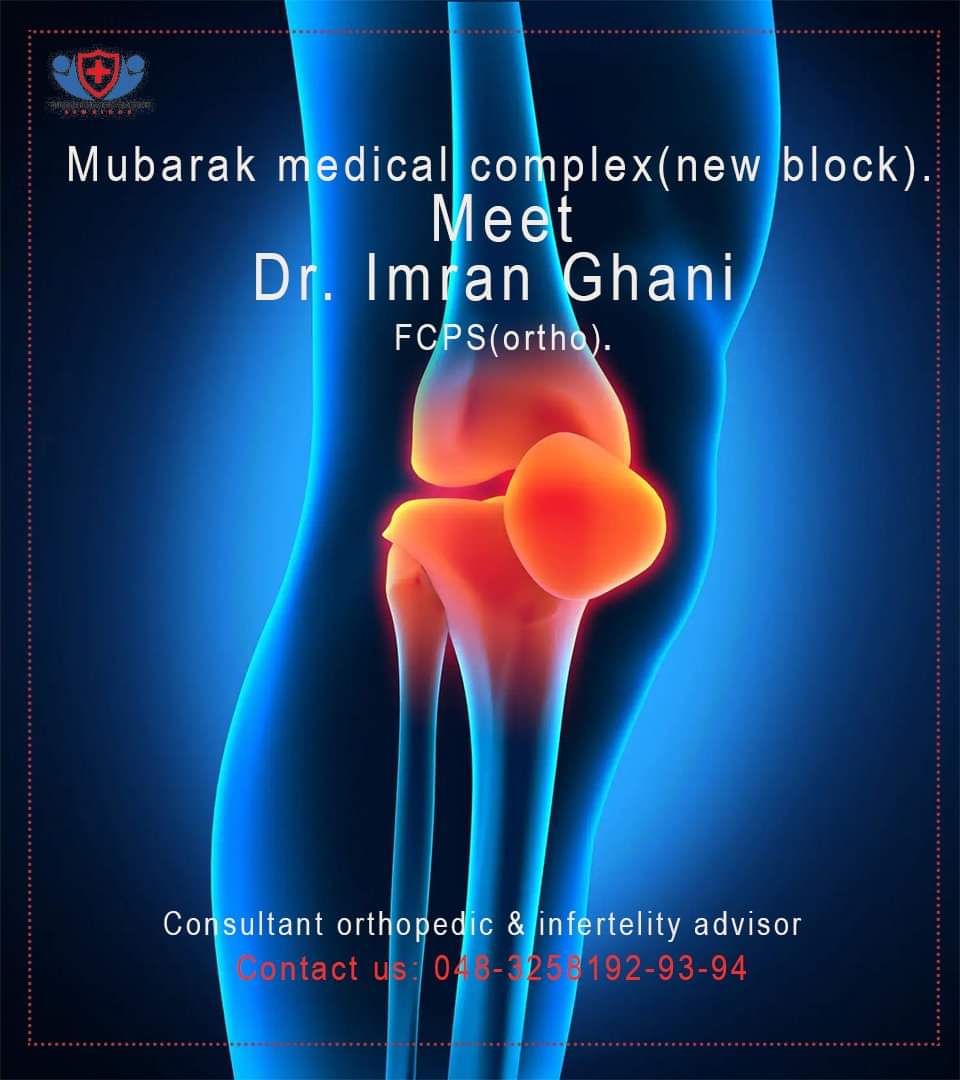 Mubarak medical complex(new block).
Meet
Dr. Imran Ghani
FCPS(ortho).
Consultant orthopedic & infertelity advisor
Contact us: 048-3258192-93-94